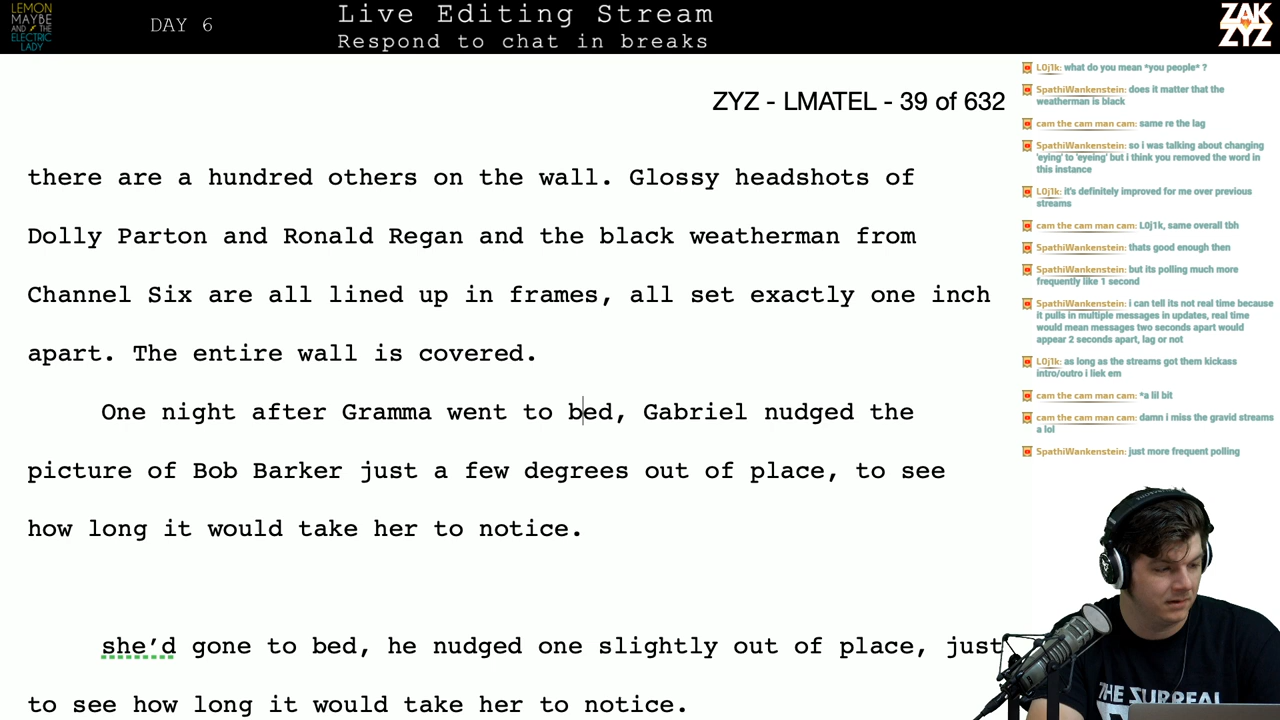 LEMON
MAYBE
AND THE
ELECTRIC
LADY
DAY 6
Live Editing Stream
Respond to chat in breaks
ZAK
ZYZ
ZYZ - LMATEL - 39 of 632
there are a hundred others on the wall. Glossy headshots of
Dolly Parton and Ronald Regan and the black weatherman from
Channel Six are all lined up in frames, all set exactly one inch
apart. The entire wall is covered.
One night after Gramma went to bed, Gabriel nudged the
picture of Bob Barker just a few degrees out of place, to see
how long it would take her to notice.
she’d gone to bed, he nudged one slightly out of place, just
to see how long it would take her to notice.
L0j1k: what do you mean *you people* ?
SpathiWankenstein: does it matter that the
weatherman is black
cam the cam man cam: same re the lag
SpathiWankenstein: so i was talking about changing
'eying' to 'eyeing' but i think you removed the word in
this instance
L0j1k: it's definitely improved for me over previous
streams
cam the cam man cam: L0j1k, same overall tbh
SpathiWankenstein: thats good enough then
SpathiWankenstein: but its polling much more
frequently like 1 second
SpathiWankenstein: i can tell its not real time because
it pulls in multiple messages in updates, real time
would mean messages two seconds apart would
appear 2 seconds apart, lag or not
L0j1k: as long as the streams got them kickass
intro/outro i liek em
cam the cam man cam: *a lil bit
cam the cam man cam: damn i miss the gravid streams
a lol
SpathiWankenstein: just more frequent polling
THE SURREAL